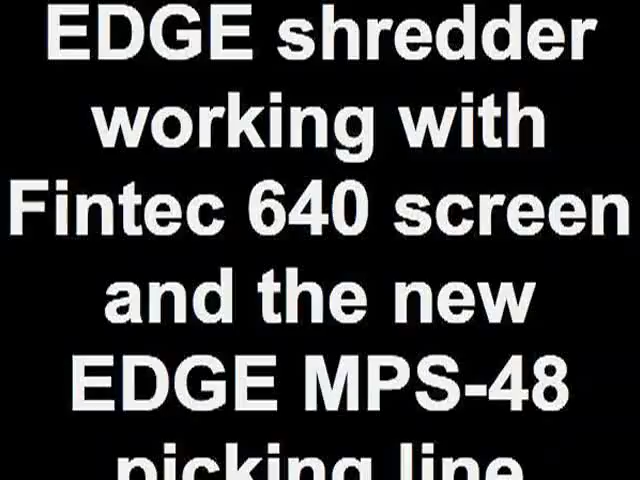 EDGE shredder
working with
Fintec 640 screen
and the new
EDGE MPS-48
picking line